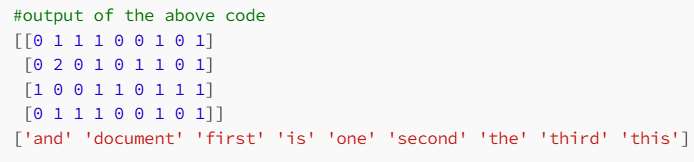 #output of the above code
[[0 1 1 1 0 0 1 0 1]
[0 2 0 1 0 1 1 0 1]
[1 0 0 1 1 0 1 1 1]
[0 1 1 1 0 0 1 0 1]]
['and' 'document' 'first' 'is' 'one' 'second' 'the' 'third' 'this']